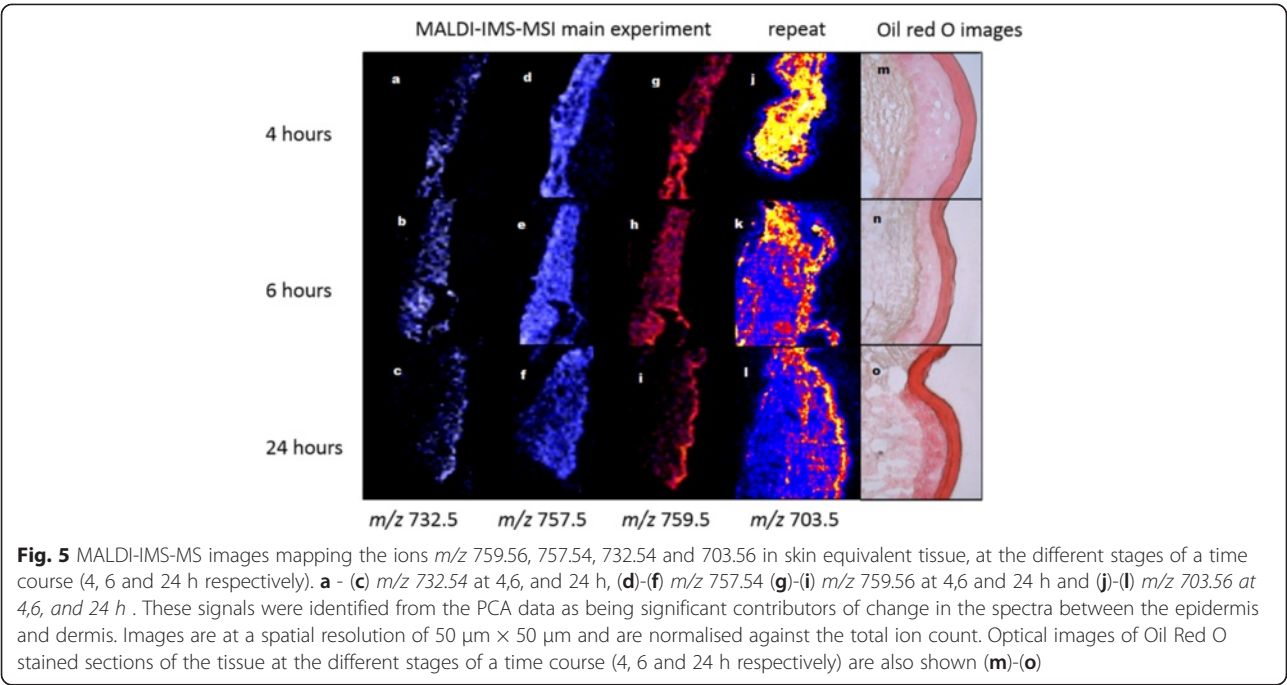 MALDI-IMS-MSI main experiment repeat Oil red O images
a d g j m
4 hours
b e h k n
6 hours
c f i l o
24 hours
m/z 732.5 m/z 757.5 m/z 759.5 m/z 703.5
Fig. 5 MALDI-IMS-MS images mapping the ions m/z 759.56, 757.54, 732.54 and 703.56 in skin equivalent tissue, at the different stages of a time
course (4, 6 and 24 h respectively). a - (c) m/z 732.54 at 4,6, and 24 h, (d)-(f) m/z 757.54 (g)-(i) m/z 759.56 at 4,6 and 24 h and (j)-(l) m/z 703.56 at
4,6, and 24 h . These signals were identified from the PCA data as being significant contributors of change in the spectra between the epidermis
and dermis. Images are at a spatial resolution of 50 μm × 50 μm and are normalised against the total ion count. Optical images of Oil Red O
stained sections of the tissue at the different stages of a time course (4, 6 and 24 h respectively) are also shown (m)-(o)